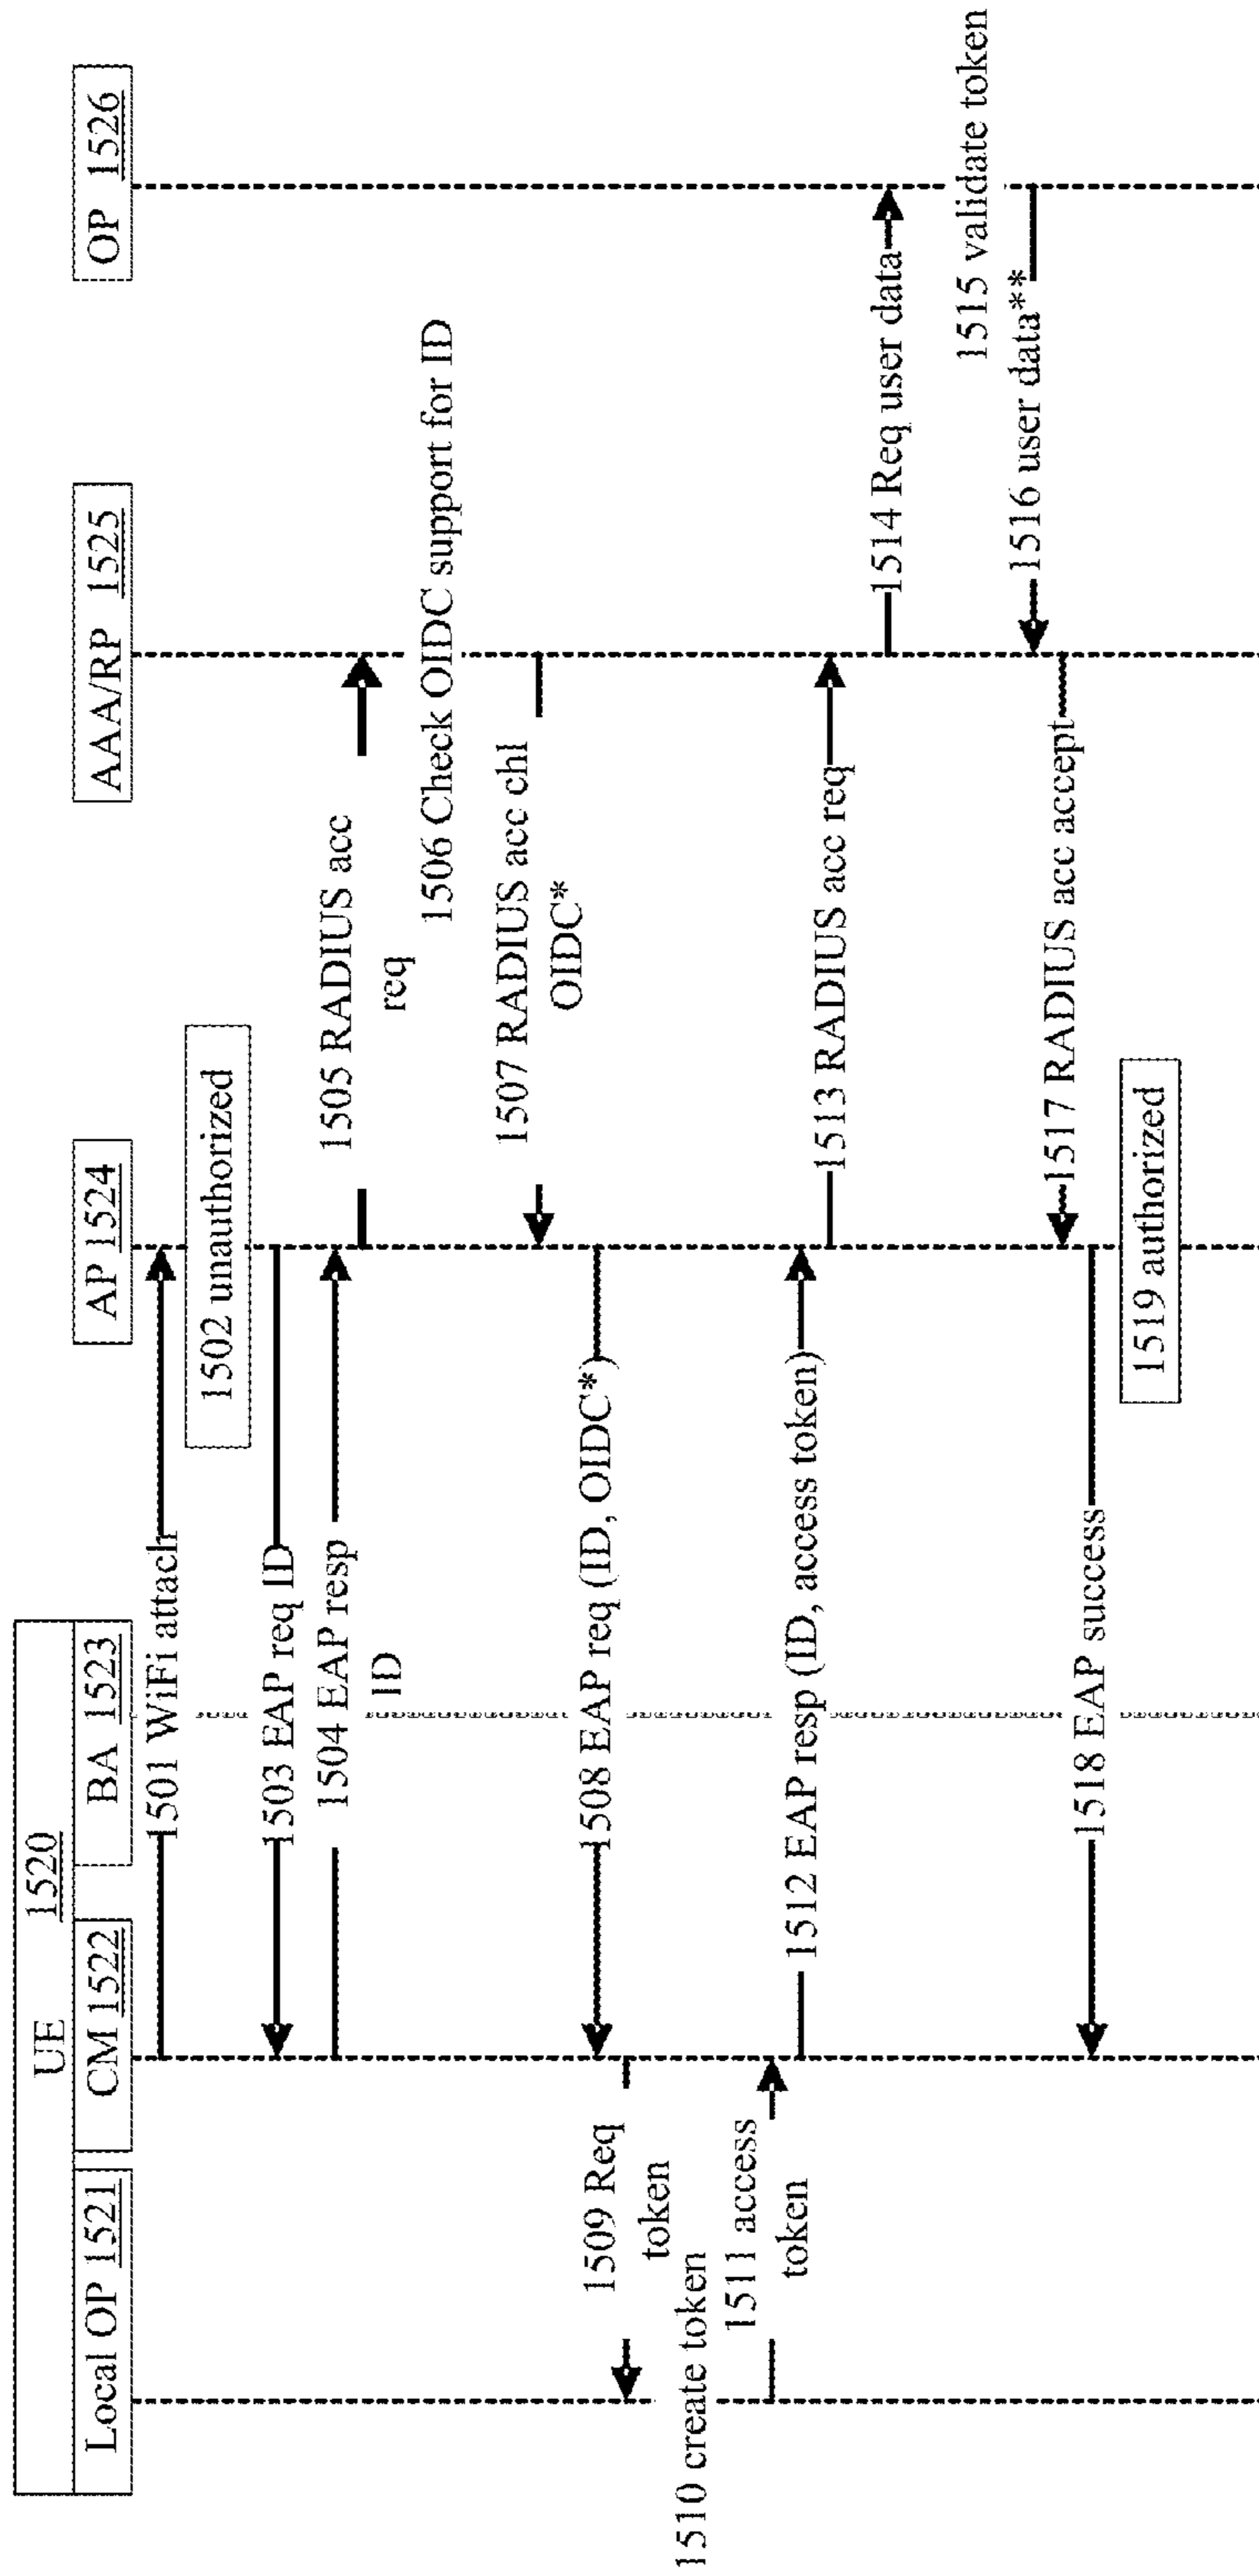 UE 1520
Local OP 1521
CM 1522
BA 1523
AP 1524
AAA/RP 1525
OP 1526
1501 WiFi attach
1502 unauthorized
1503 EAP req ID
1504 EAP resp
ID
1505 RADIUS acc
req
1506 Check OIDC support for ID
1507 RADIUS acc chl
OIDC*
1508 EAP req (ID, OIDC*)
1509 Req
token
1510 create token
1511 access
token
1512 EAP resp (ID, access token)
1513 RADIUS acc req
1514 Req user data
1515 validate token
1516 user data**
1517 RADIUS acc accept
1518 EAP success
1519 authorized